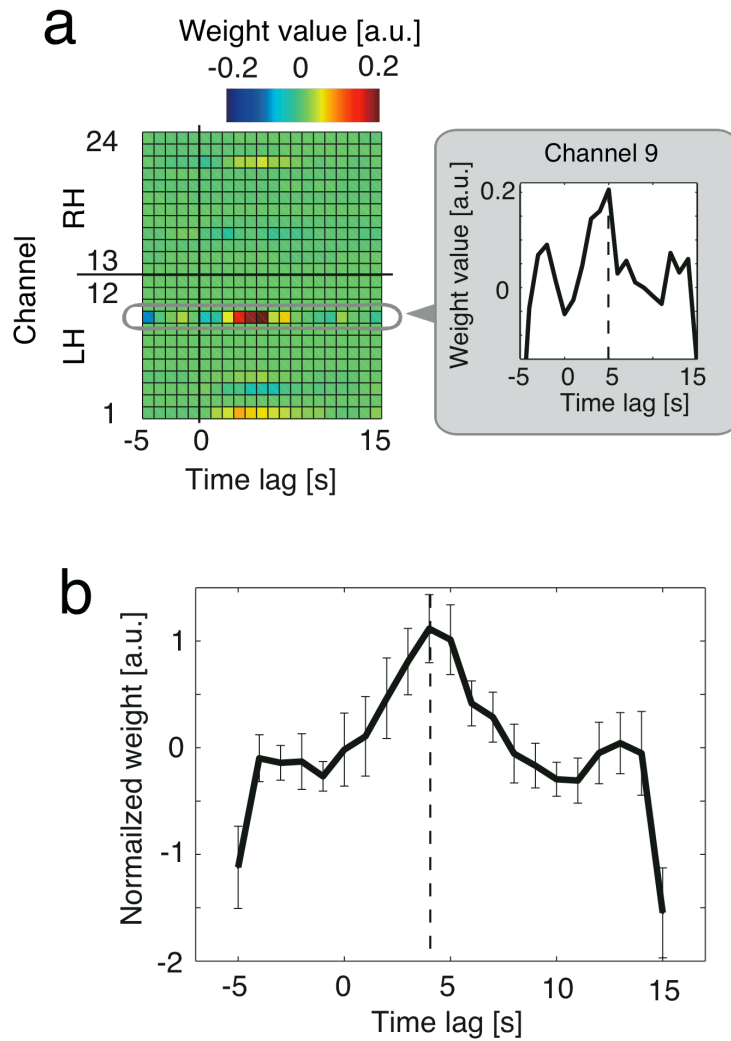 a
Weight value [a.u.]
-0.2 0 0.2
24
RH
13
12
LH
1
Channel
-5 0 15
Time lag [s]
Channel 9
Weight value [a.u.]
0.2
0
-5 0 5 15
Time lag [s]
b
Normailzed weight [a.u.]
1
0
-1
-2
-5 0 5 10 15
Time lag [s]